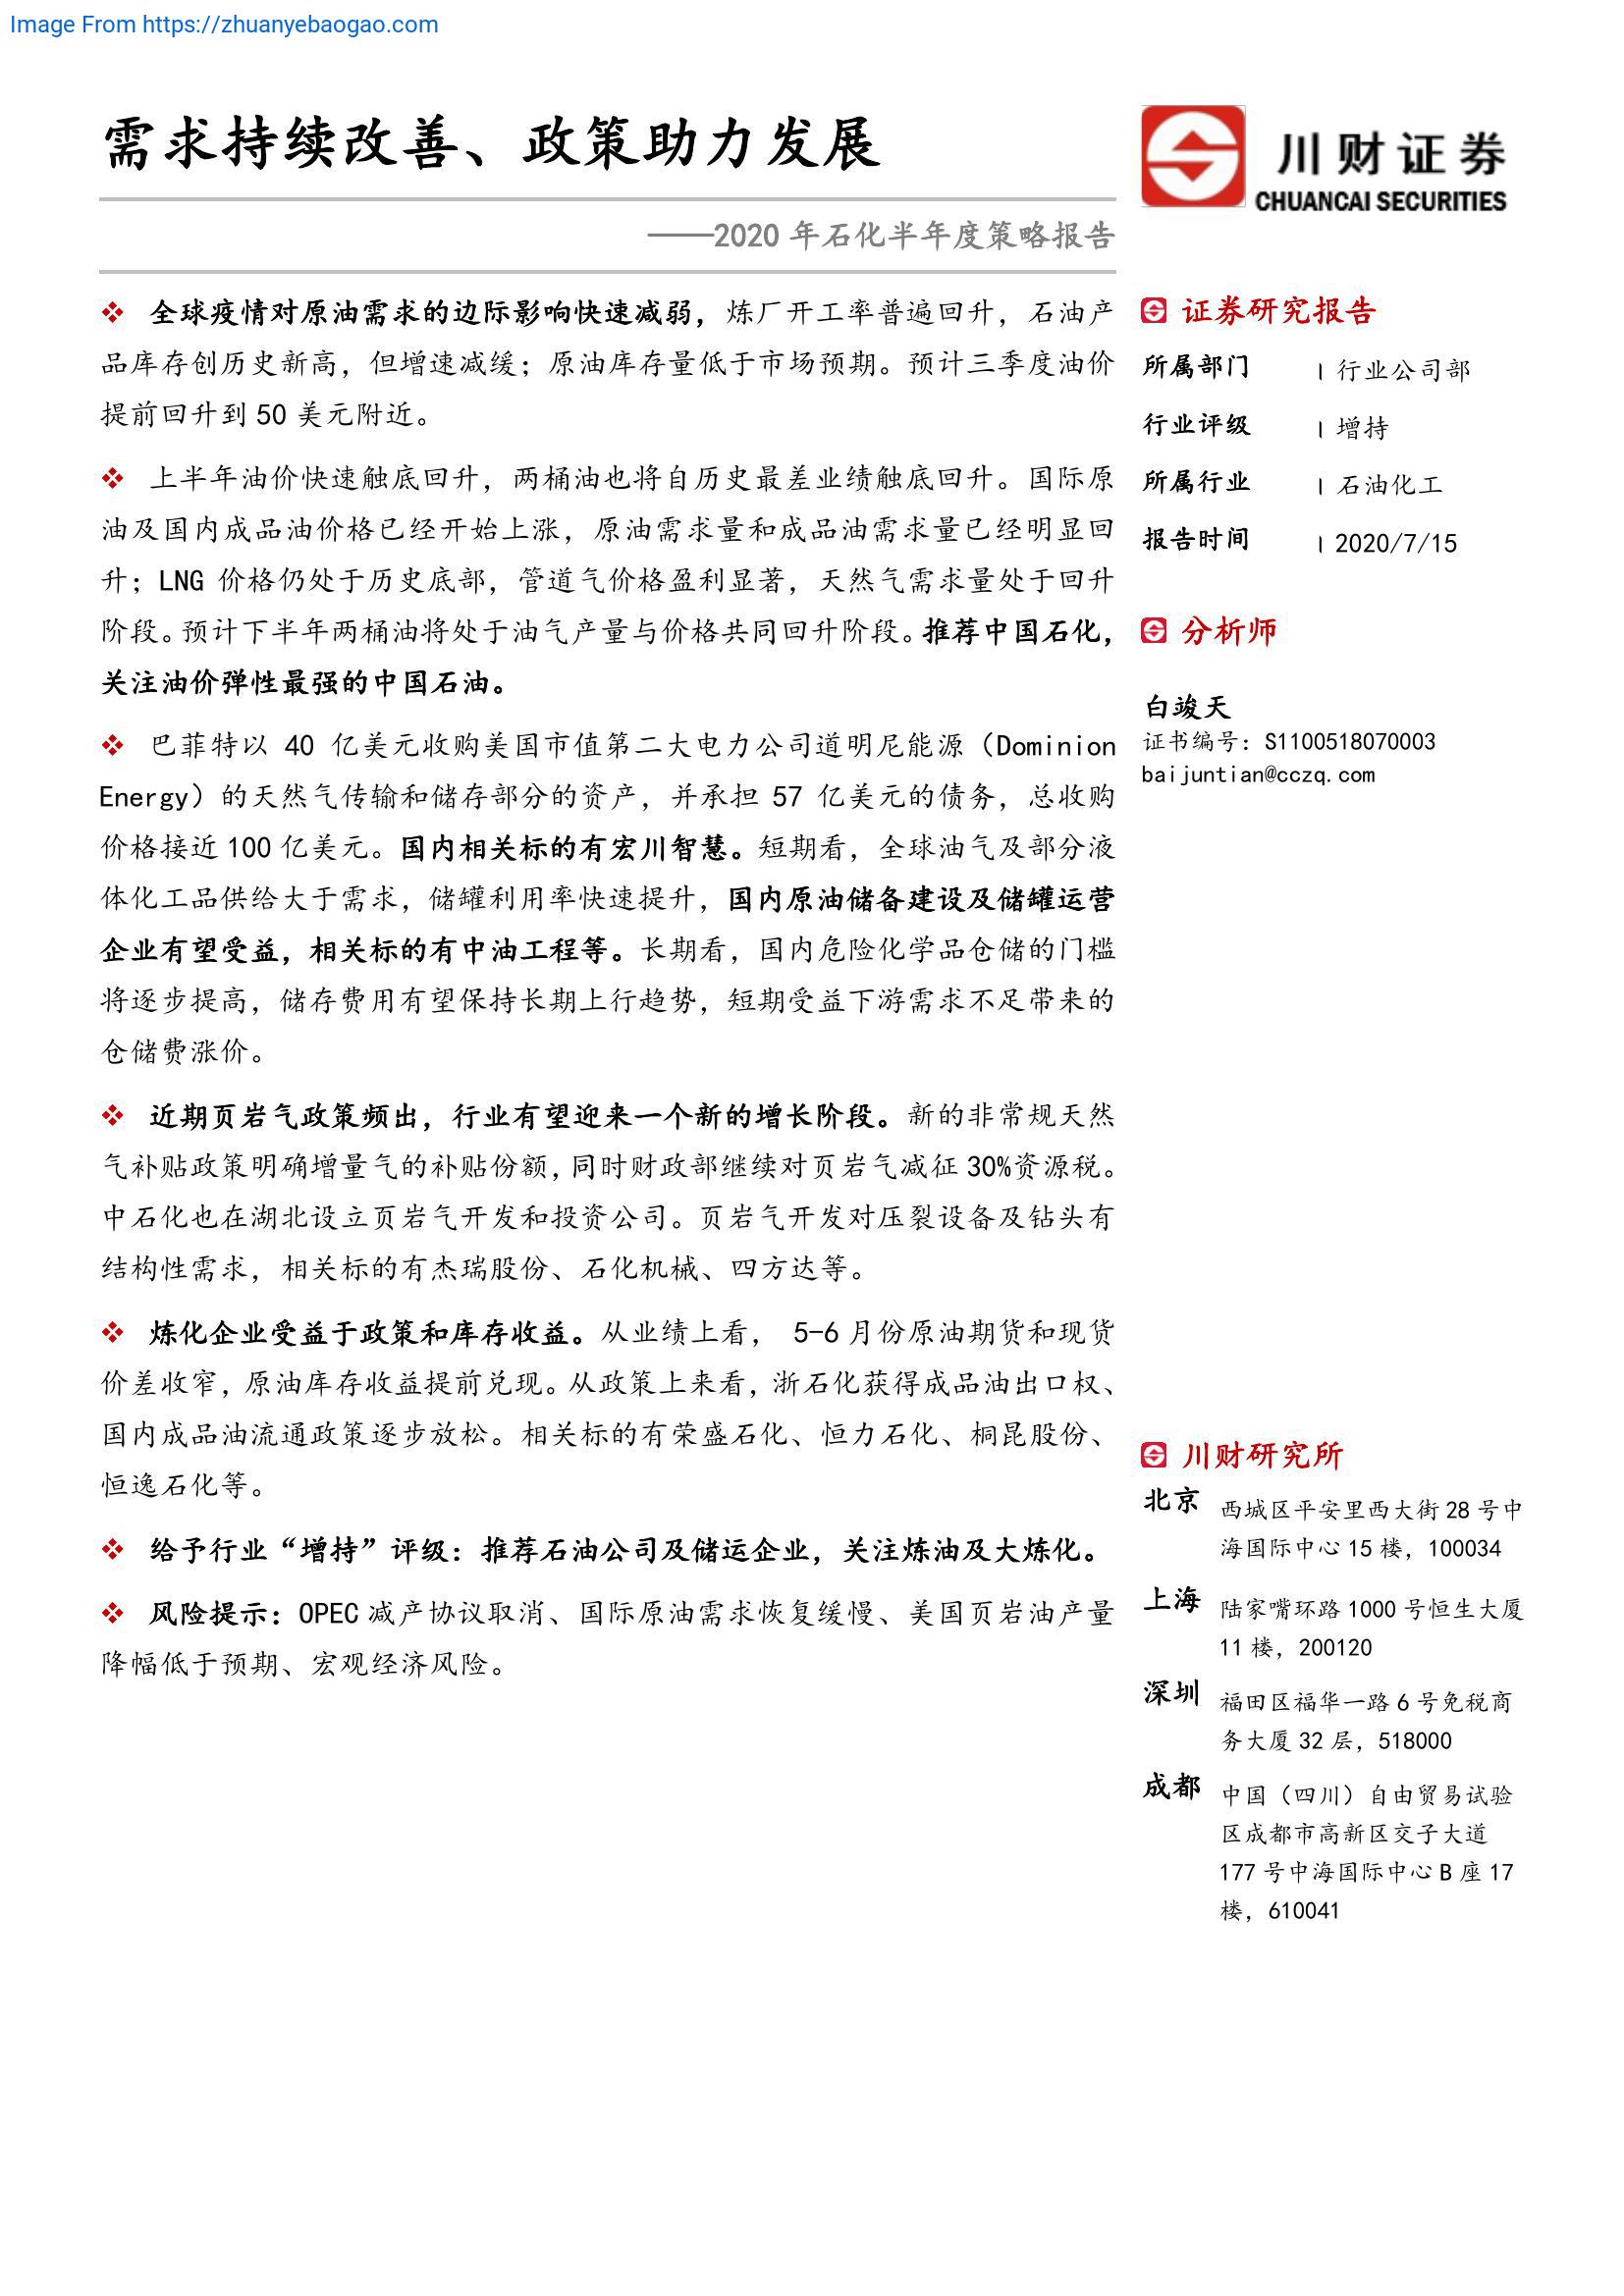 Image From https://zhuanyebaogao.com
需求持续改善、政策助力发展
——2020 年石化半年度策略报告
❖ 全球疫情对原油需求的边际影响快速减弱，炼厂开工率普遍回升，石油产
品库存创历史新高，但增速减缓；原油库存量低于市场预期。预计三季度油价
提前回升到 50 美元附近。
❖ 上半年油价快速触底回升，两桶油也将自历史最差业绩触底回升。国际原
油及国内成品油价格已经开始上涨，原油需求量和成品油需求量已经明显回
升；LNG 价格仍处于历史底部，管道气价格盈利显著，天然气需求量处于回升
阶段。预计下半年两桶油将处于油气产量与价格共同回升阶段。推荐中国石化，
关注油价弹性最强的中国石油。
❖ 巴菲特以 40 亿美元收购美国市值第二大电力公司道明尼能源（Dominion
Energy）的天然气传输和储存部分的资产，并承担 57 亿美元的债务，总收购
价格接近 100 亿美元。国内相关标的有宏川智慧。短期看，全球油气及部分液
体化工品供给大于需求，储罐利用率快速提升，国内原油储备建设及储罐运营
企业有望受益，相关标的有中油工程等。长期看，国内危险化学品仓储的门槛
将逐步提高，储存费用有望保持长期上行趋势，短期受益下游需求不足带来的
仓储费涨价。
❖ 近期页岩气政策频出，行业有望迎来一个新的增长阶段。新的非常规天然
气补贴政策明确增量气的补贴份额，同时财政部继续对页岩气减征 30%资源税。
中石化也在湖北设立页岩气开发和投资公司。页岩气开发对压裂设备及钻头有
结构性需求，相关标的有杰瑞股份、石化机械、四方达等。
❖ 炼化企业受益于政策和库存收益。从业绩上看， 5-6 月份原油期货和现货
价差收窄，原油库存收益提前兑现。从政策上来看，浙石化获得成品油出口权、
国内成品油流通政策逐步放松。相关标的有荣盛石化、恒力石化、桐昆股份、
恒逸石化等。
❖ 给予行业“增持”评级：推荐石油公司及储运企业，关注炼油及大炼化。
❖ 风险提示：OPEC 减产协议取消、国际原油需求恢复缓慢、美国页岩油产量
降幅低于预期、宏观经济风险。
川财证券
CHUANCAI SECURITIES
证券研究报告
所属部门 | 行业公司部
行业评级 | 增持
所属行业 | 石油化工
报告时间 | 2020/7/15
分析师
白竣天
证书编号：S1100518070003
baijuntian@cczq.com
川财研究所
北京 西城区平安里西大街 28 号中
海国际中心 15 楼，100034
上海 陆家嘴环路 1000 号恒生大厦
11 楼，200120
深圳 福田区福华一路 6 号免税商
务大厦 32 层，518000
成都 中国（四川）自由贸易试验
区成都市高新区交子大道
177 号中海国际中心 B 座 17
楼，610041